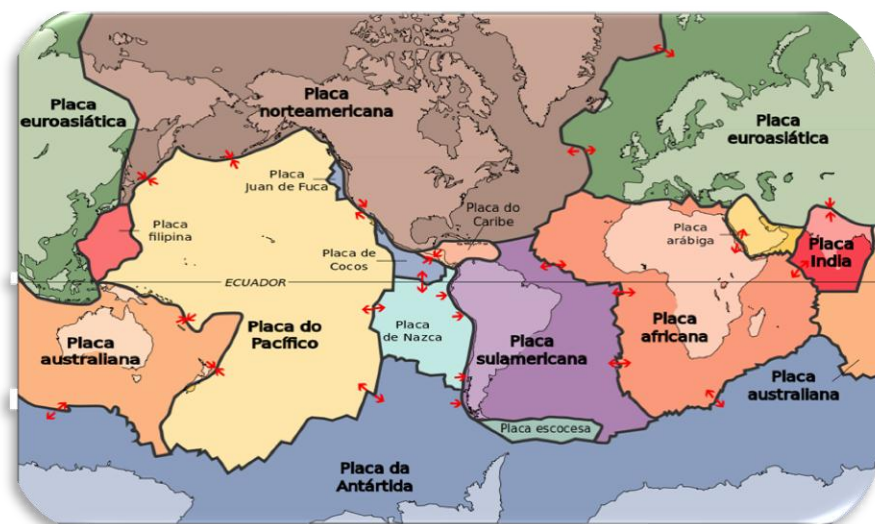 Placa
euroasiática
Placa
norteamericana
Placa
euroasiática
Placa
Juan de Fuca
Placa
filipina
Placa do
Caribe
Placa
arábiga
Placa
India
Placa de
Cocos
ECUADOR
Placa
australiana
Placa do
Pacíffico
Placa
de Nazca
Placa
sulamericana
Placa
africana
Placa
australiana
Placa escocesa
Placa da
Antártida